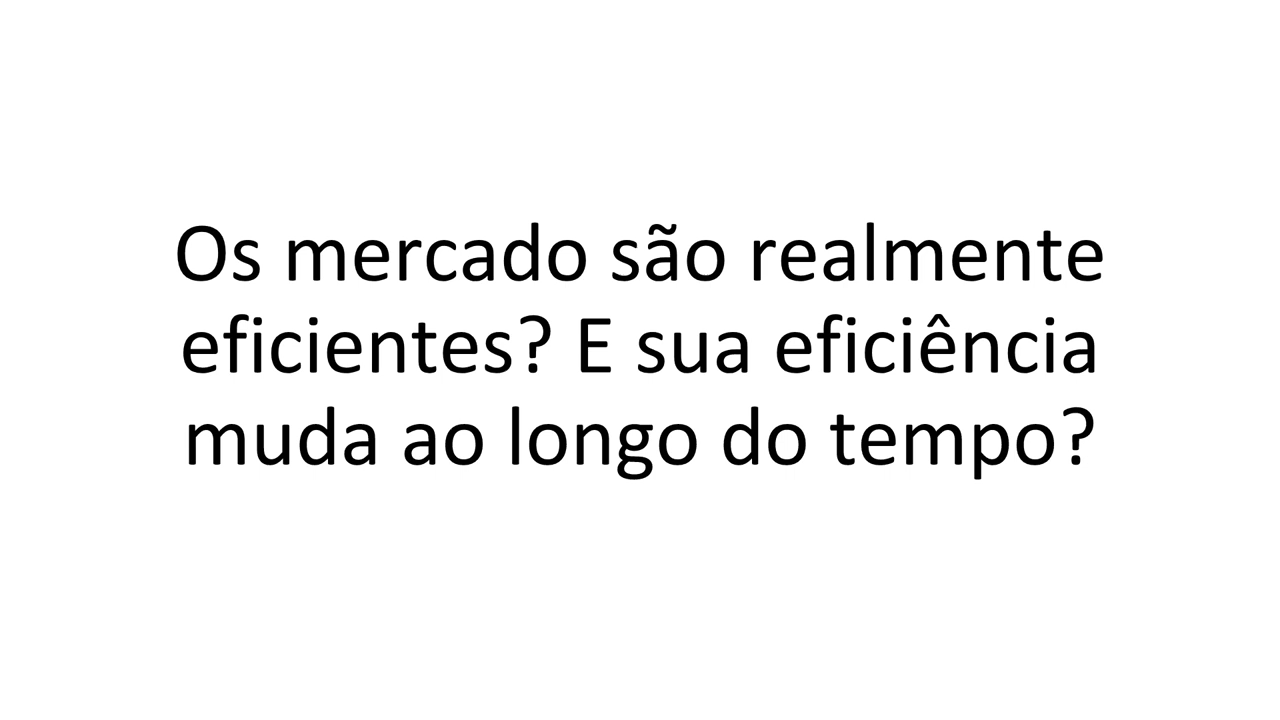 Os mercado são realmente
eficientes? E sua eficiência
muda ao longo do tempo?